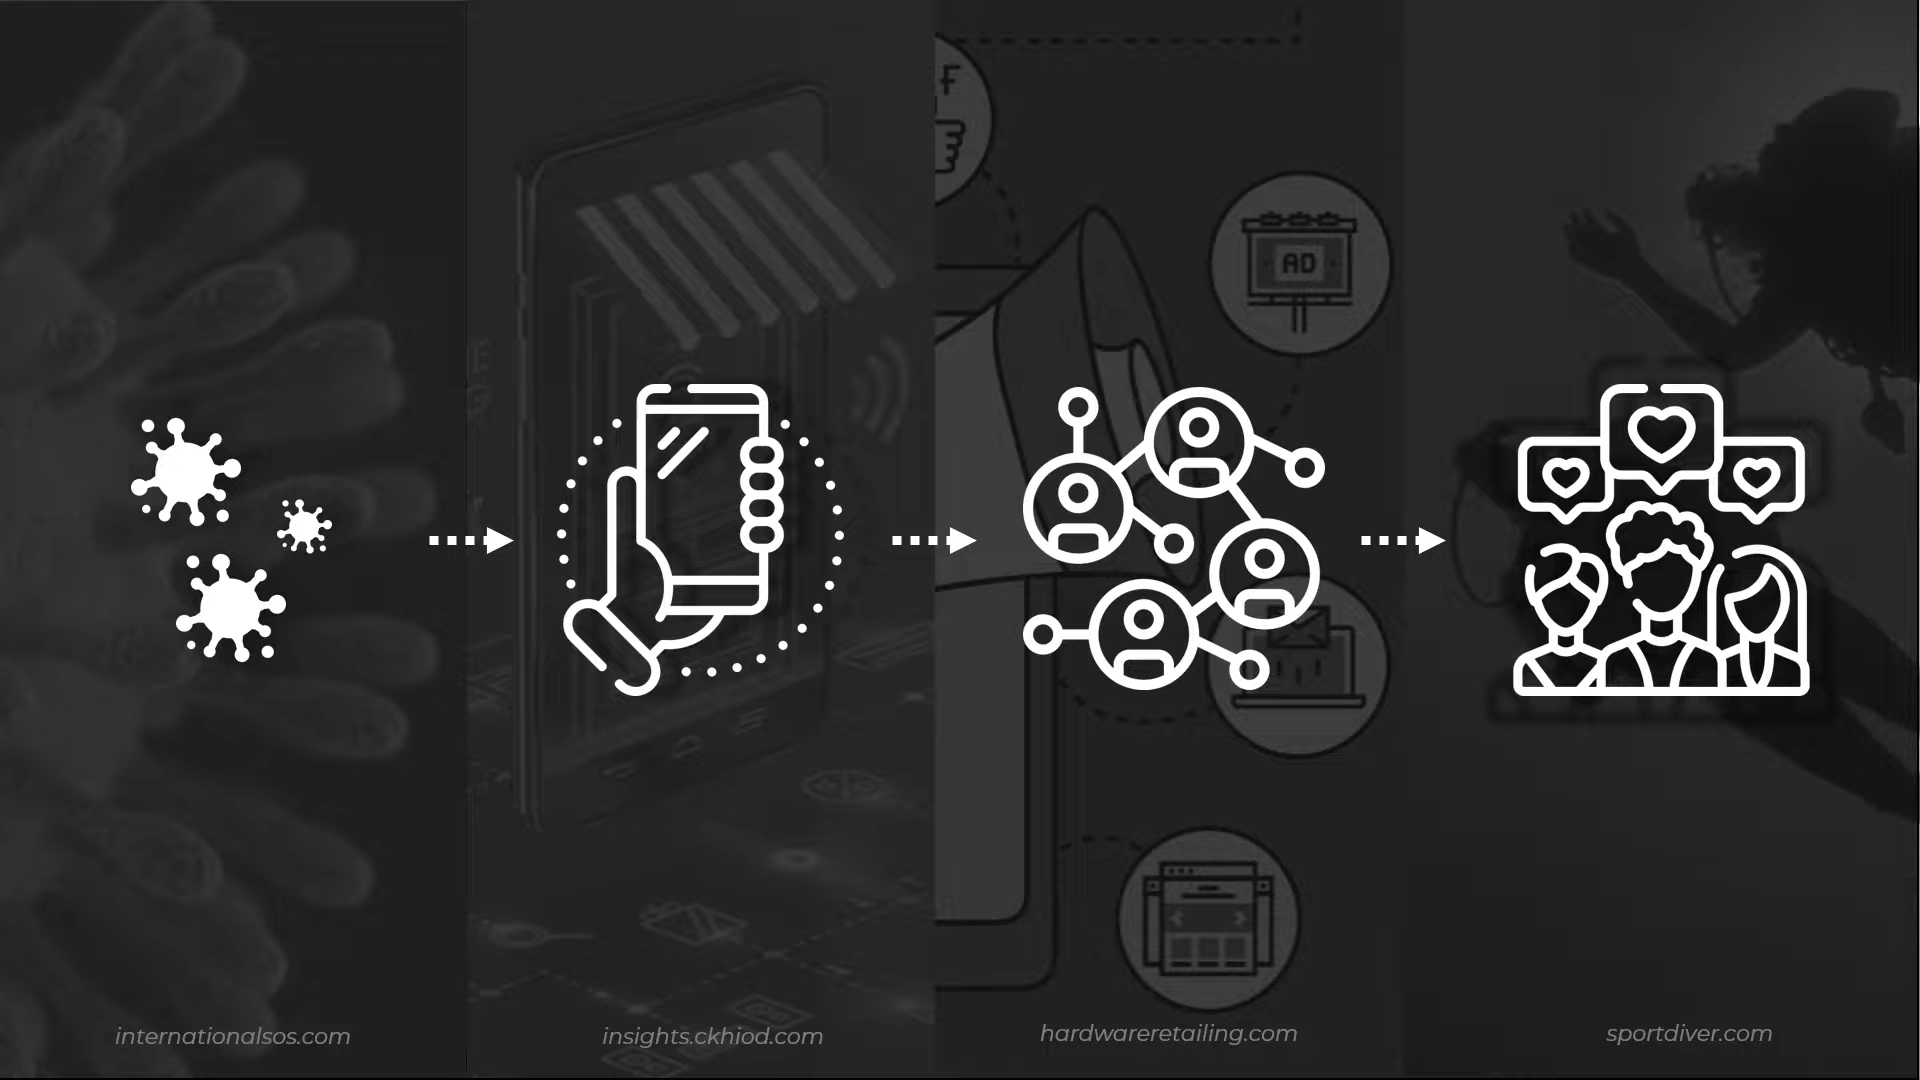 F
AD
internationalsos.com
insights.ckhiod.com
hardwareretailing.com
sportdiver.com